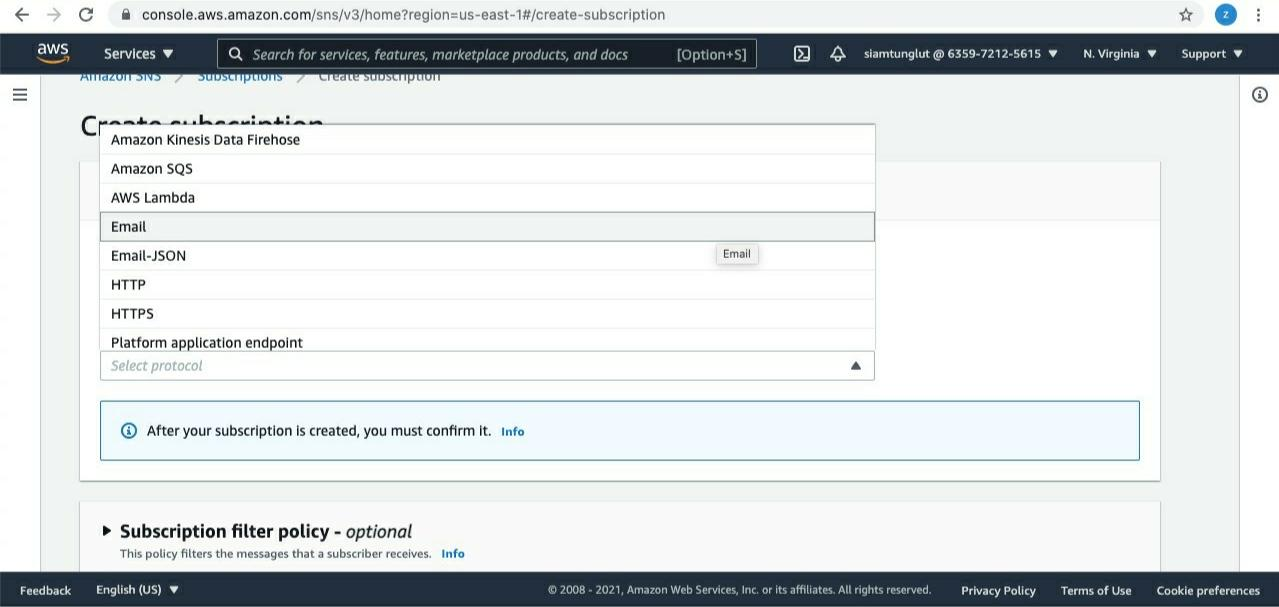 console.aws.amazon.com/sns/v3/home?region=us-east-1#/create-subscription
Z
aws Services ▼ Search for services, features, marketplace products, and docs [Option+S] siamtunglut @ 6359-7212-5615 ▼ N. Virginia ▼ Support ▼
Amazon SNS > Subscriptions > Create subscription
Create subscription
Amazon Kinesis Data Firehose
Amazon SQS
AWS Lambda
Email
Email-JSON
Email
HTTP
HTTPS
Platform application endpoint
Select protocol
After your subscription is created, you must confirm it. Info
Subscription filter policy - optional
This policy filters the messages that a subscriber receives. Info
Feedback English (US) ▼ © 2008 - 2021, Amazon Web Services, Inc. or its affiliates. All rights reserved. Privacy Policy Terms of Use Cookie preferences